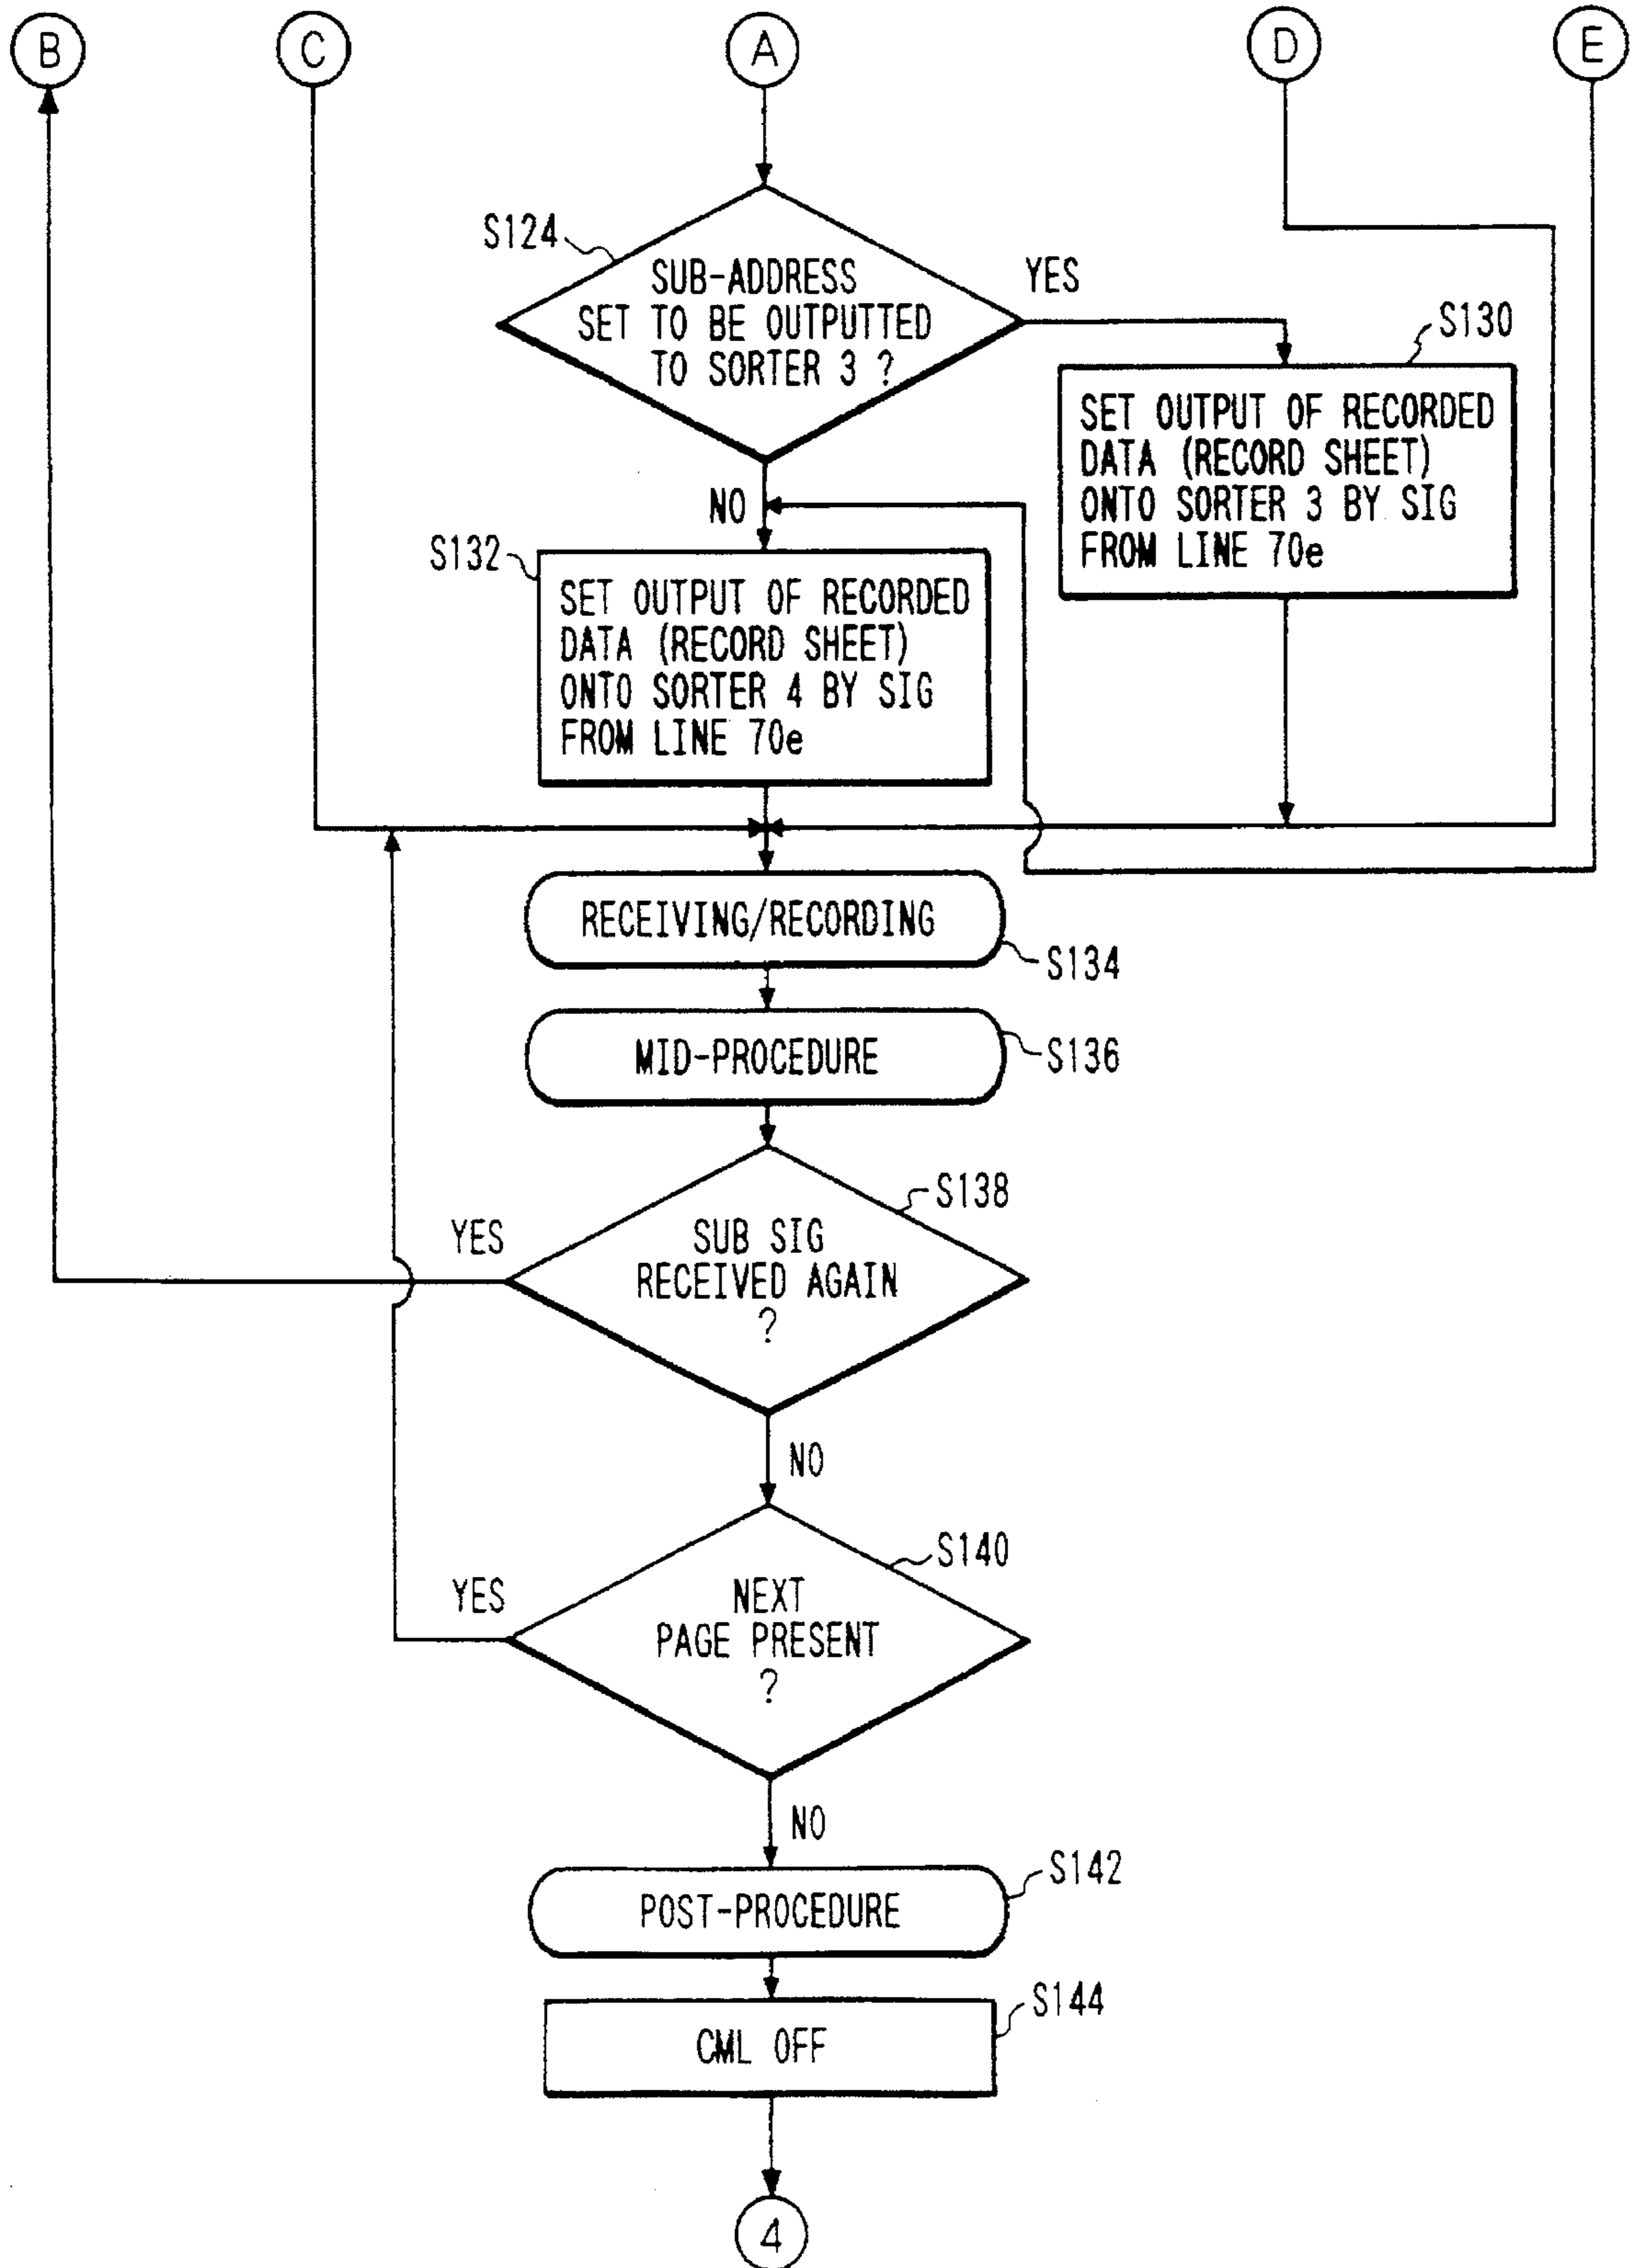 B
C
A
D
E
S124
SUB-ADDRESS
SET TO BE OUTPUTTED
TO SORTER 3 ?
YES
S130
SET OUTPUT OF RECORDED
DATA (RECORD SHEET)
ONTO SORTER 3 BY SIG
FROM LINE 70e
NO
S132
SET OUTPUT OF RECORDED
DATA (RECORD SHEET)
ONTO SORTER 4 BY SIG
FROM LINE 70e
RECEIVING/RECORDING
S134
MID-PROCEDURE
S136
S138
YES
SUB SIG
RECEIVED AGAIN
?
NO
S140
YES
NEXT
PAGE PRESENT
?
NO
S142
POST-PROCEDURE
S144
CML OFF
4